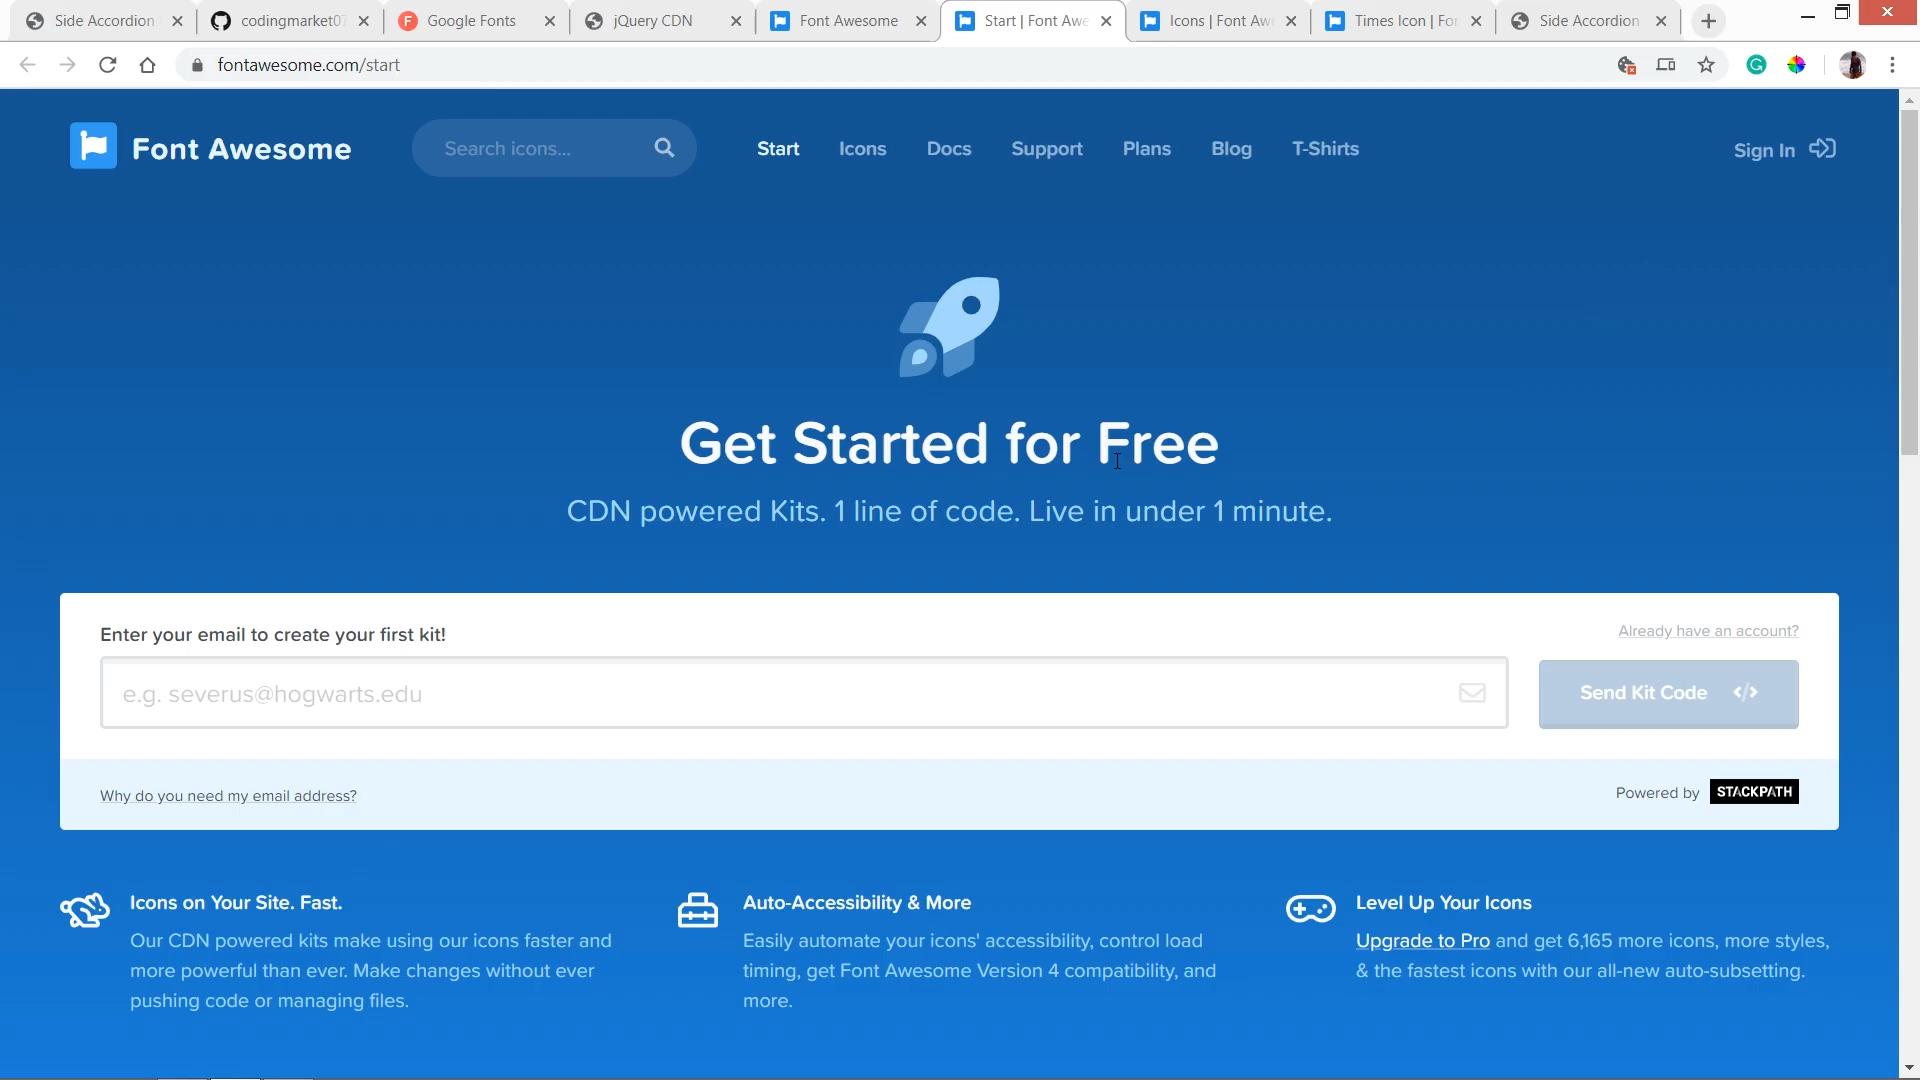 Side Accordion
codingmarket07
Google Fonts
jQuery CDN
Font Awesome
Start | Font Awe
Icons | Font Aw
Times Icon | Fo
Side Accordion
fontawesome.com/start
Font Awesome
Search icons...
Start
Icons
Docs
Support
Plans
Blog
T-Shirts
Sign In
Get Started for Free
CDN powered Kits. 1 line of code. Live in under 1 minute.
Enter your email to create your first kit!
Already have an account?
e.g. severus@hogwarts.edu
Send Kit Code
Why do you need my email address?
Powered by STACKPATH
Icons on Your Site. Fast.
Our CDN powered kits make using our icons faster and
more powerful than ever. Make changes without ever
pushing code or managing files.
Auto-Accessibility & More
Easily automate your icons' accessibility, control load
timing, get Font Awesome Version 4 compatibility, and
more.
Level Up Your Icons
Upgrade to Pro and get 6,165 more icons, more styles,
& the fastest icons with our all-new auto-subsetting.